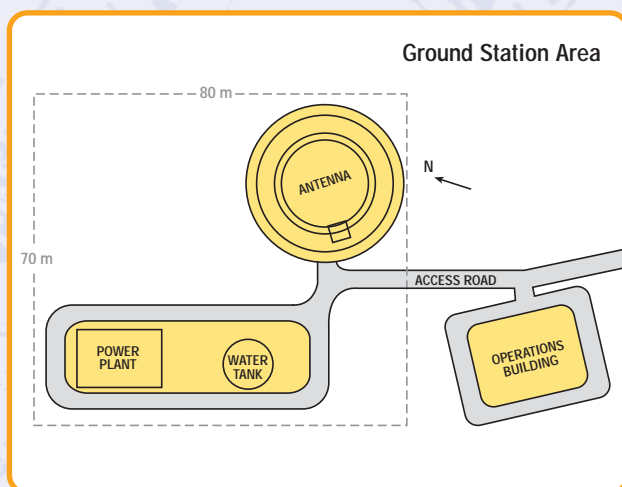 Ground Station Area
80 m
ANTENNA
N
70 m
ACCESS ROAD
POWER
PLANT
WATER
TANK
OPERATIONS
BUILDING